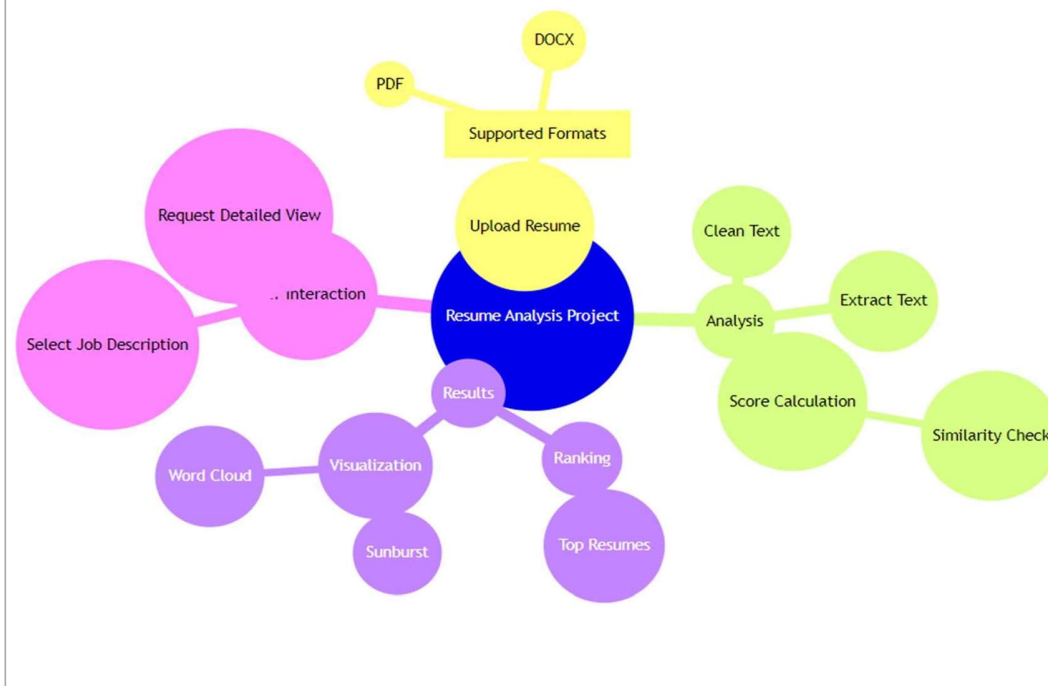 DOCX
PDF
Supported Formats
Request Detailed View
Upload Resume
Clean Text
interaction
Extract Text
Resume Analysis Project
Analysis
Select Job Description
Results
Score Calculation
Similarity Check
Visualization
Ranking
Word Cloud
Sunburst
Top Resumes